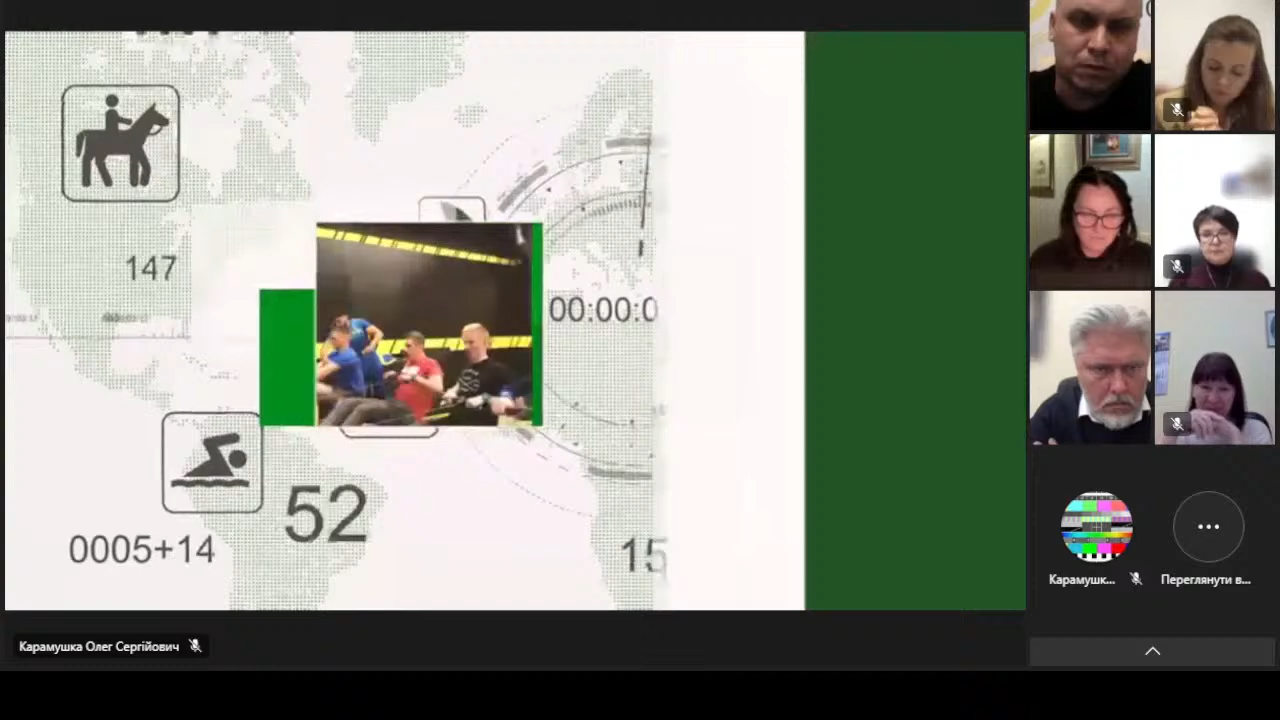 147
00:00:0
52
0005+14
15
Карамушк...
Переглянути в...
Карамушка Олег Сергійович